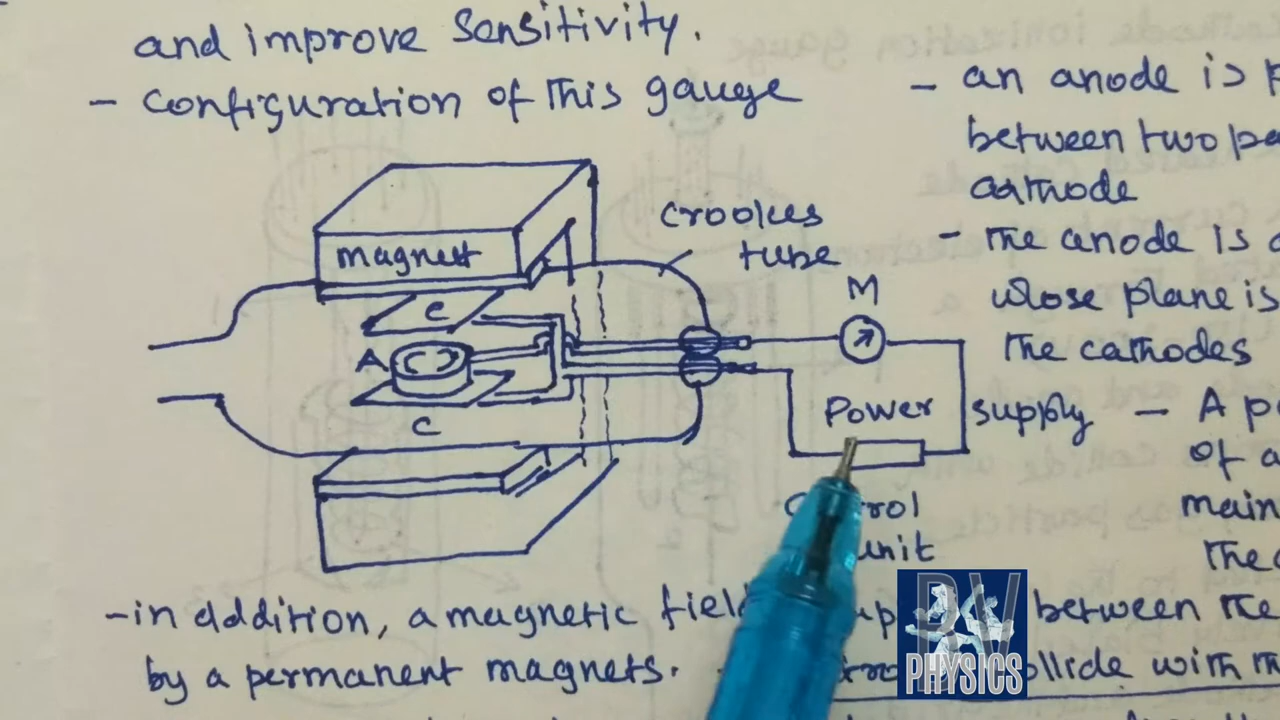 and improve Sensitivity.
- configuration of this gauge
magnet
crookes
tube
C
A
C
M
Power supply
unit
- in addition, a magnetic
by a permanent magnets.
- an anode is
between two
cathode
- the anode is
whose plane is
the cathodes
- A
of a
the
between the
with
PV
PHYSICS